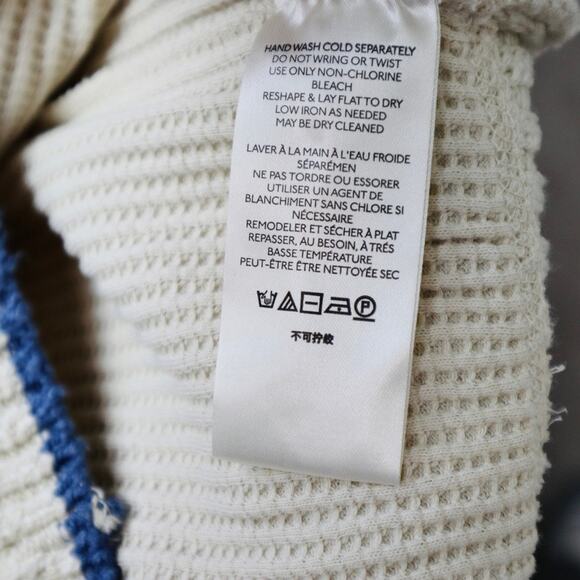 HAND WASH COLD SEPARATELY
DO NOT WRING OR TWIST
USE ONLY NON-CHLORINE
BLEACH
RESHAPE & LAY FLAT TO DRY
LOW IRON AS NEEDED
MAY BE DRY CLEANED
LAVER À LA MAIN À L'EAU FROIDE
SÉPARÉMEN
NE PAS TORDRE OU ESSORER
UTILISER UN AGENT DE
BLANCHIMENT SANS CHLORE SI
NÉCESSAIRE
REMODELER ET SÉCHER À PLAT
REPASSER, AU BESOIN, À TRÉS
BASSE TEMPÉRATURE
PEUT-ÊTRE ÊTRE NETTOYÉE SEC
P
不可拧绞